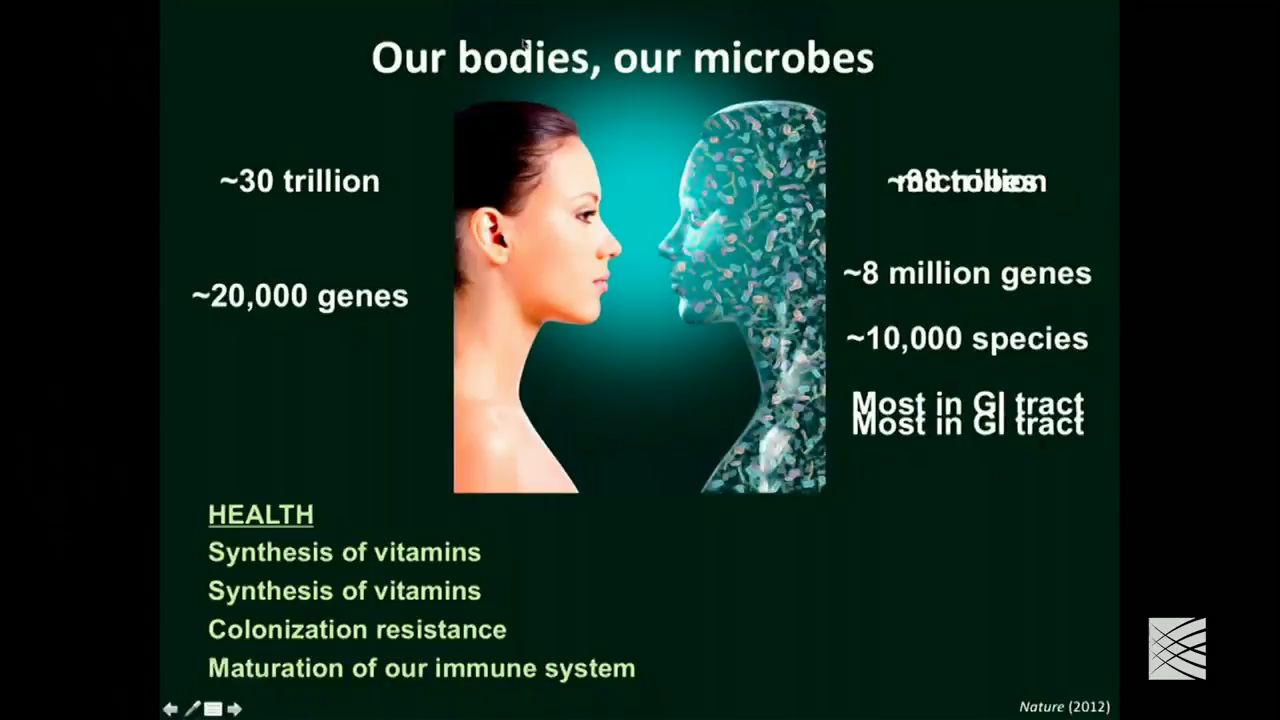 Our bodies, our microbes
~30 trillion
~20,000 genes
~8 million genes
~10,000 species
Most in GI tract
Most in GI tract
HEALTH
Synthesis of vitamins
Synthesis of vitamins
Colonization resistance
Maturation of our immune system
Nature (2012)